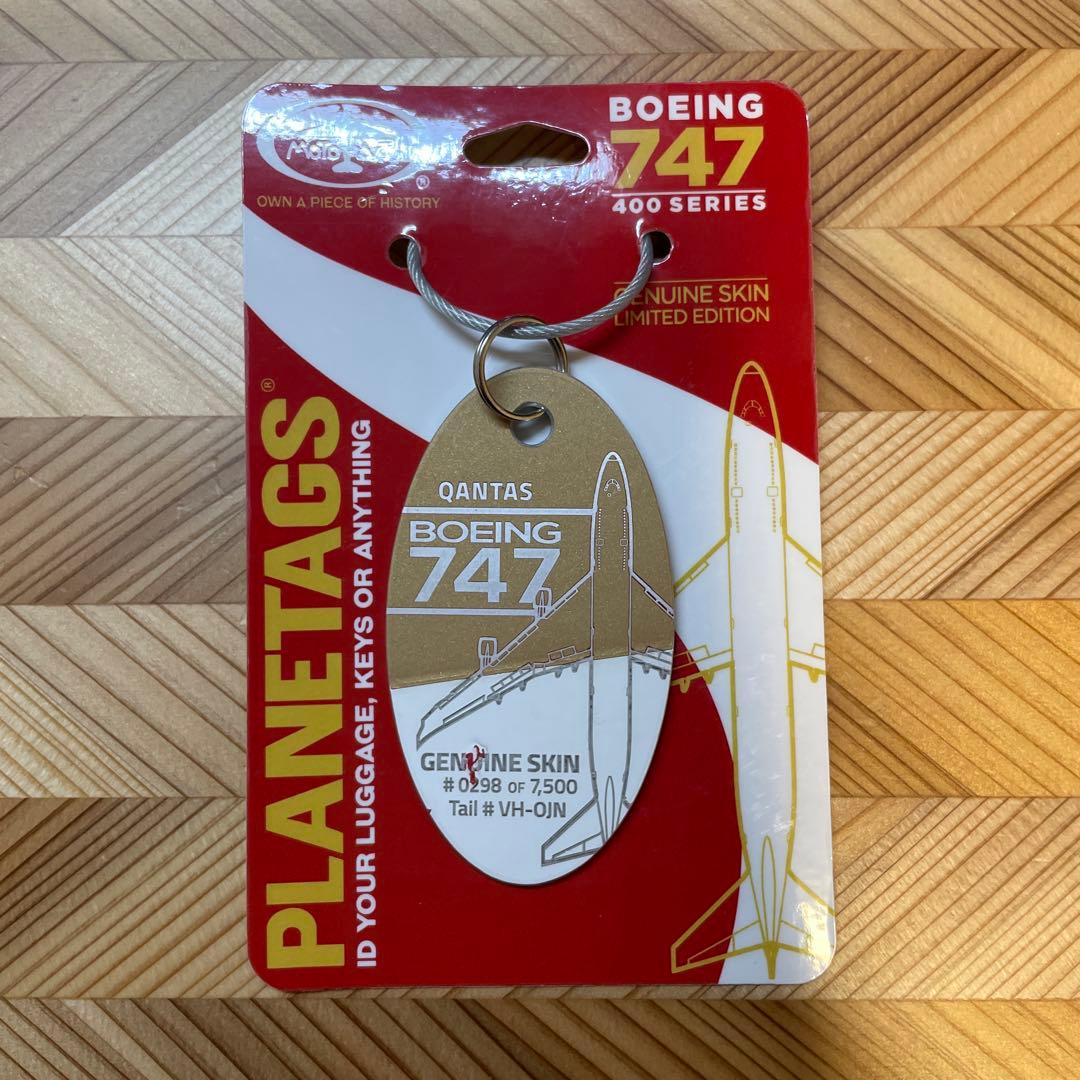 MOTOART
®
OWN A PIECE OF HISTORY
BOEING
747
400 SERIES
GENUINE SKIN
LIMITED EDITION
PLANETAGS®
ID YOUR LUGGAGE, KEYS OR ANYTHING
QANTAS
BOEING
747
GENUINE SKIN
# 0298 OF 7,500
Tail # VH-OJN